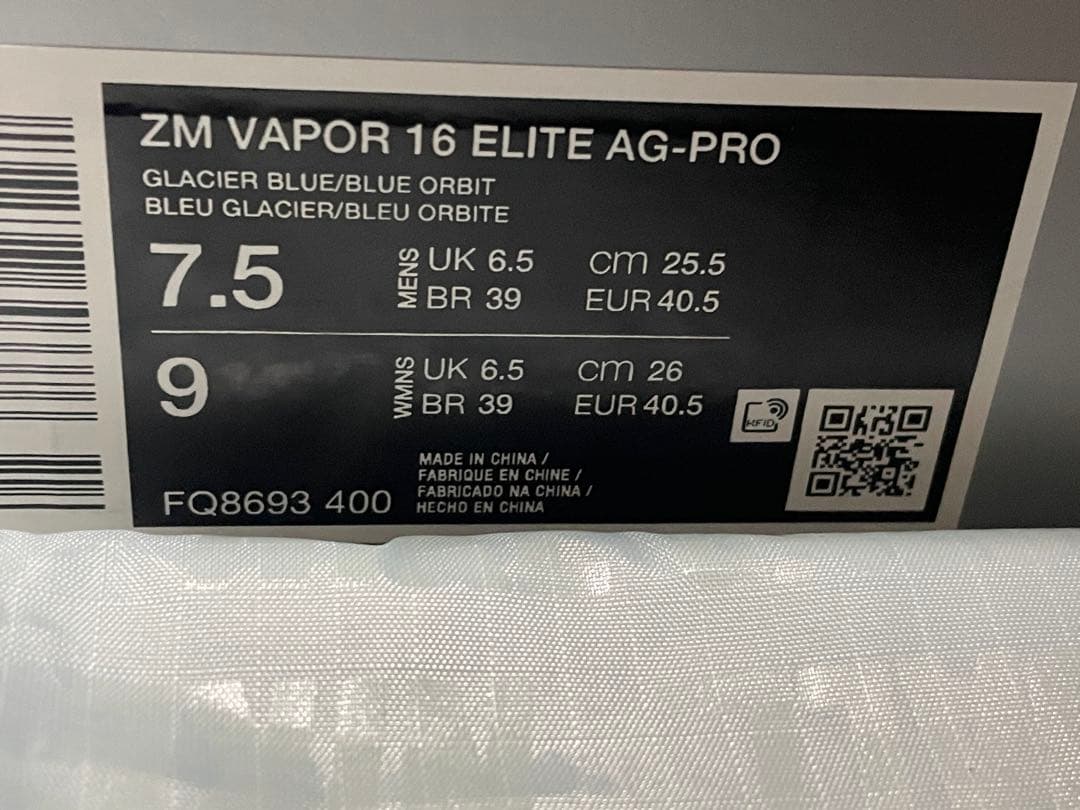 ZM VAPOR 16 ELITE AG-PRO
GLACIER BLUE/BLUE ORBIT
BLEU GLACIER/BLEU ORBITE
7.5 MENS UK 6.5 cm 25.5
BR 39 EUR 40.5
9 WMNS UK 6.5 cm 26
BR 39 EUR 40.5
RFID
MADE IN CHINA /
FABRIQUE EN CHINE /
FABRICADO NA CHINA /
HECHO EN CHINA
FQ8693 400